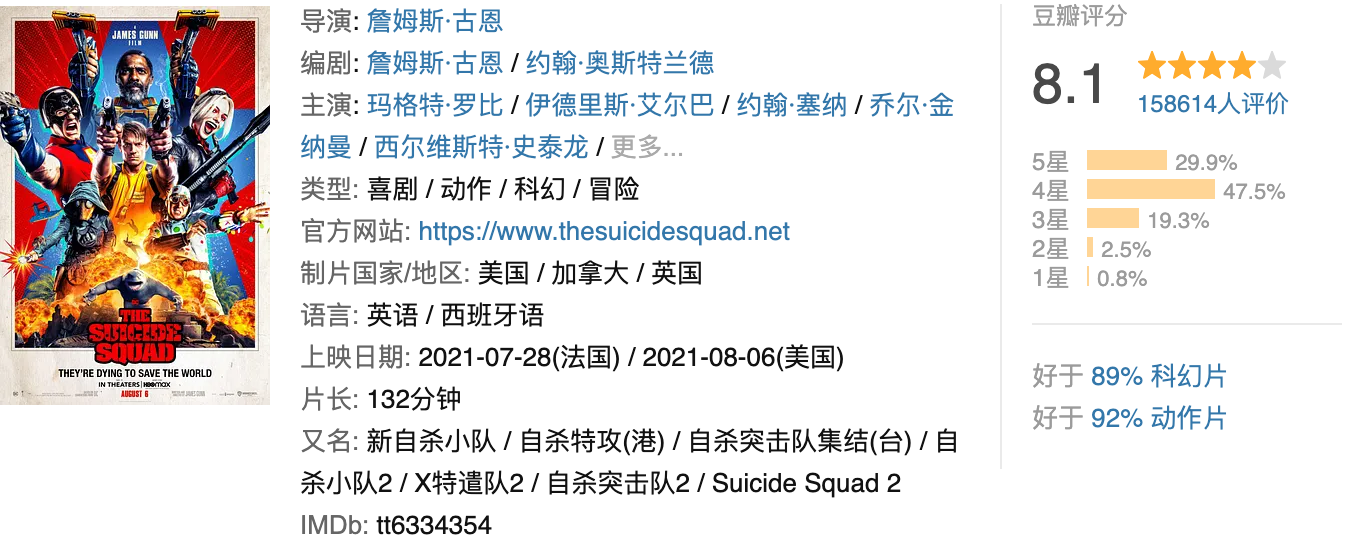 A
JAMES GUNN
FILM
THE
SUICIDE
SQUAD
THEY'RE DYING TO SAVE THE WORLD
IN THEATERS | HBOMAX
AUGUST 6
导演: 詹姆斯·古恩
编剧: 詹姆斯·古恩 / 约翰·奥斯特兰德
主演: 玛格特·罗比 / 伊德里斯·艾尔巴 / 约翰·塞纳 / 乔尔·金
纳曼 / 西尔维斯特·史泰龙 / 更多...
类型: 喜剧 / 动作 / 科幻 / 冒险
官方网站: https://www.thesuicidesquad.net
制片国家/地区: 美国 / 加拿大 / 英国
语言: 英语 / 西班牙语
上映日期: 2021-07-28(法国) / 2021-08-06(美国)
片长: 132分钟
又名: 新自杀小队 / 自杀特攻(港) / 自杀突击队集结(台) / 自
杀小队2 / X特遣队2 / 自杀突击队2 / Suicide Squad 2
IMDb: tt6334354
豆瓣评分
8.1
158614人评价
5星 29.9%
4星 47.5%
3星 19.3%
2星 2.5%
1星 0.8%
好于 89% 科幻片
好于 92% 动作片